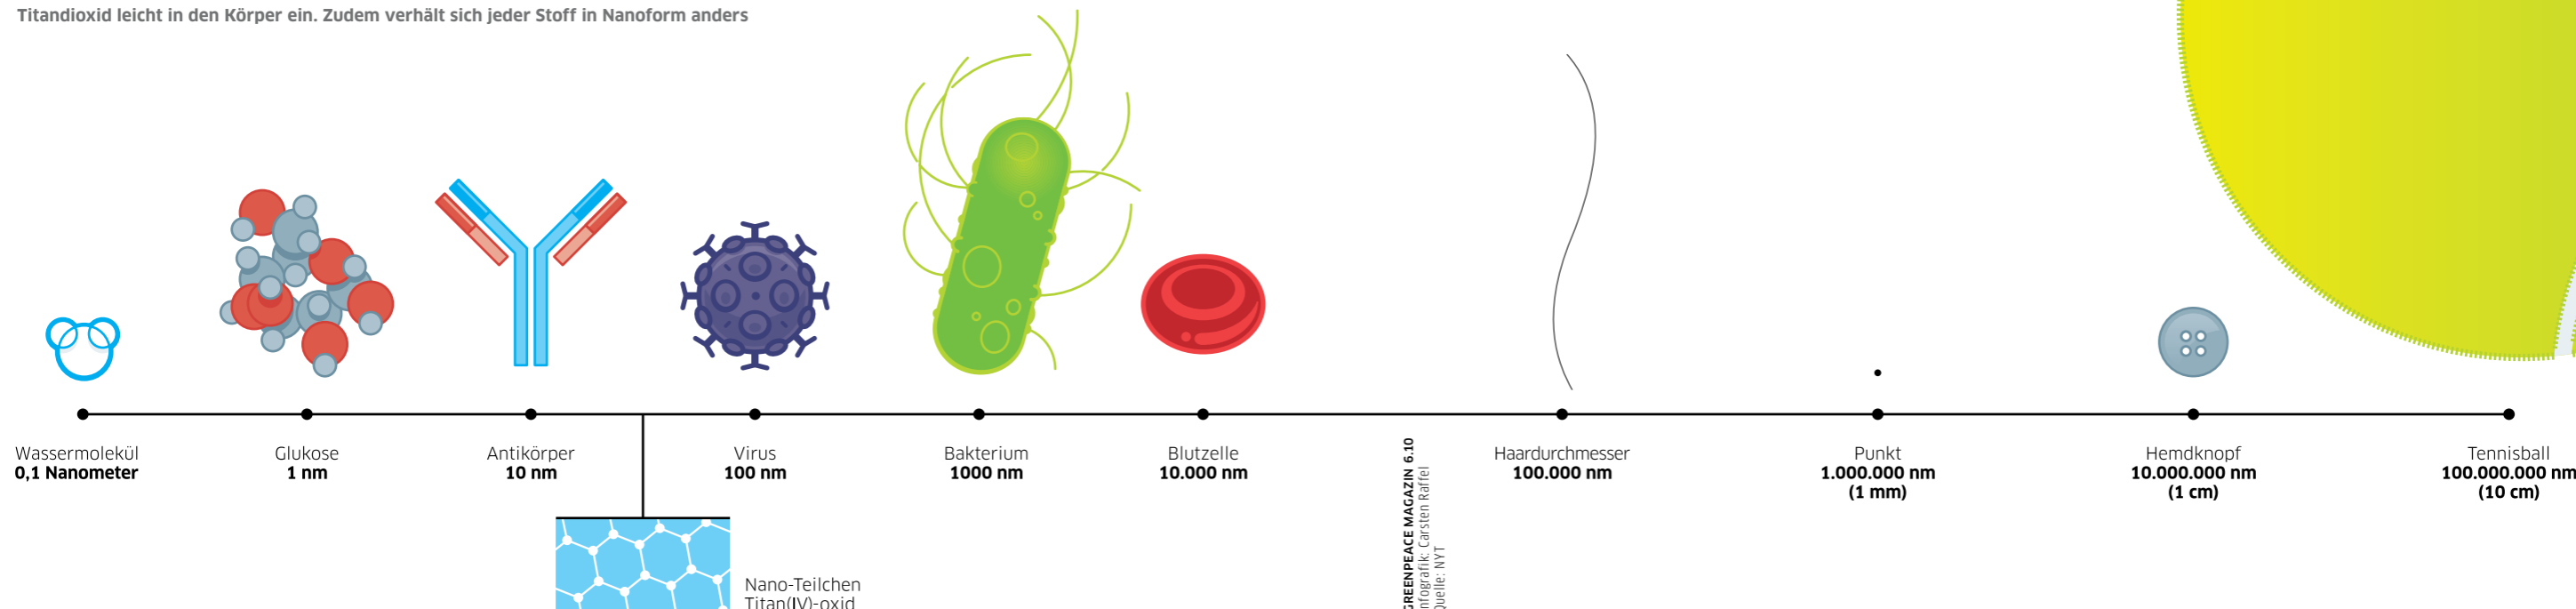 Titandioxid leicht in den Körper ein. Zudem verhält sich jeder Stoff in Nanoform anders
Wassermolekül
0,1 Nanometer
Glukose
1 nm
Antikörper
10 nm
Virus
100 nm
Bakterium
1000 nm
Blutzelle
10.000 nm
Haardurchmesser
100.000 nm
Punkt
1.000.000 nm
(1 mm)
Hemdknopf
10.000.000 nm
(1 cm)
Tennisball
100.000.000 nm
(10 cm)
Nano-Teilchen
Titan(IV)-oxid
GREENPEACE MAGAZIN 6.10
Infografik: Carsten Raffel
Quelle: NYT